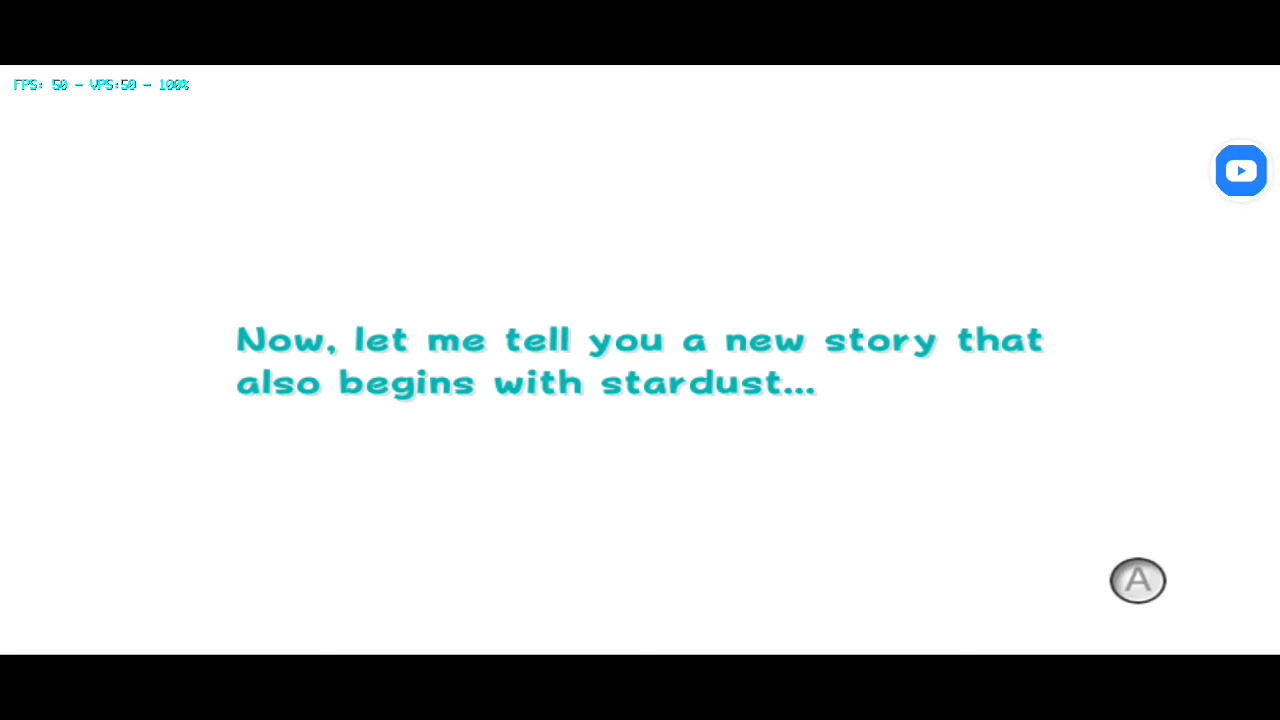 FPS: 50 - VPS:50 - 100%
Now, let me tell you a new story that
also begins with stardust...
A